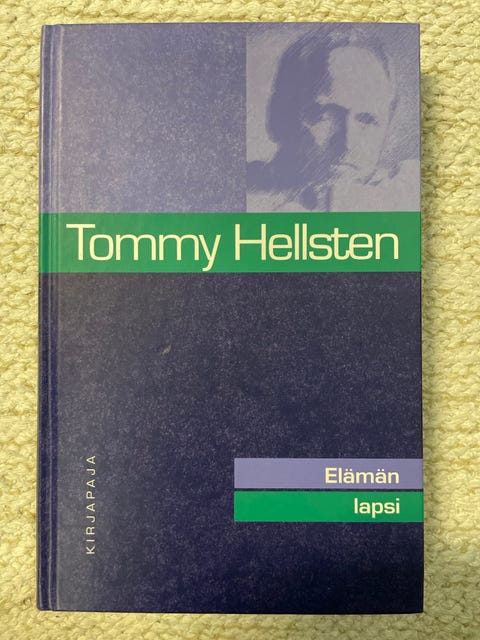 Tommy Hellsten
Elämän
lapsi
KIRJAPAJA